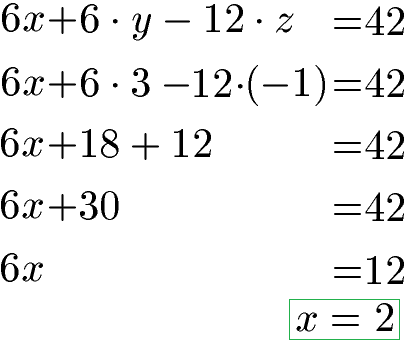 6x+6 · y − 12 · z =42
6x+6 · 3 −12·(−1)=42
6x+18 + 12 =42
6x+30 =42
6x =12
x = 2